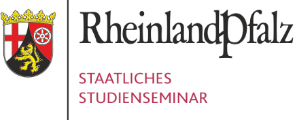 RheinlandPfalz
STAATLICHES
STUDIENSEMINAR